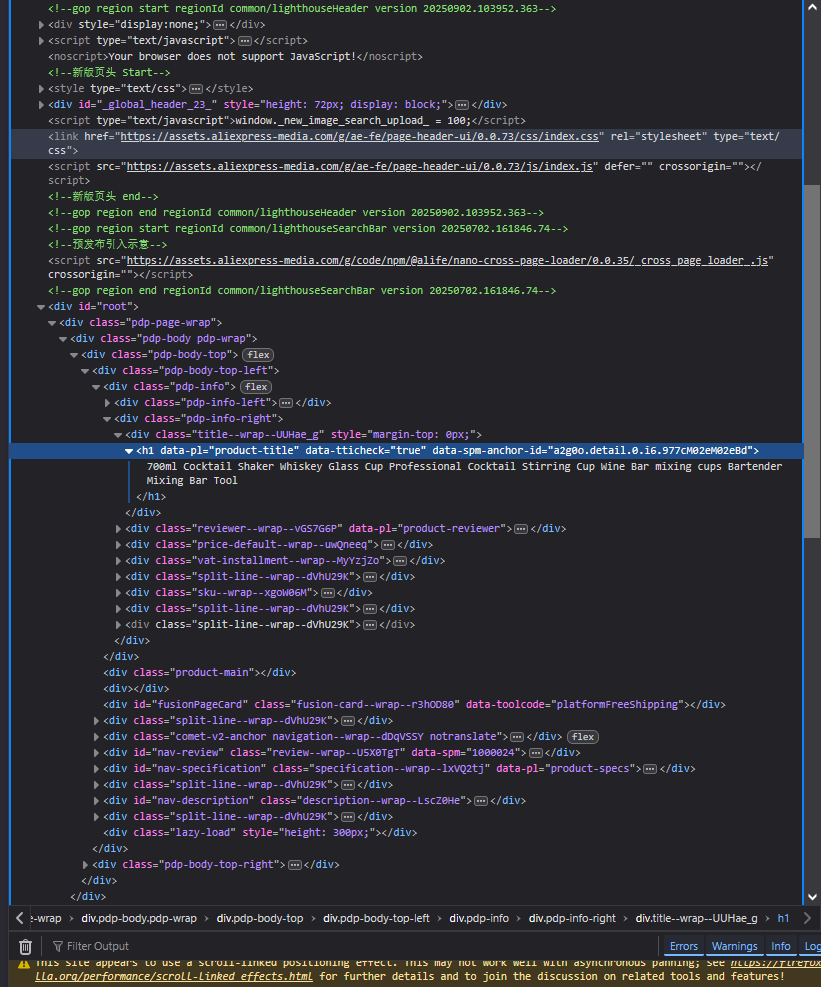 <!--gop region start regionId common/lighthouseHeader version 20250902.103952.363-->
<div style="display:none;"> ⋯ </div>
<script type="text/javascript"> ⋯ </script>
<noscript>Your browser does not support JavaScript!</noscript>
<!--新版页头 Start-->
<style type="text/css"> ⋯ </style>
<div id="_global_header_23_" style="height: 72px; display: block;"> ⋯ </div>
<script type="text/javascript">window._new_image_search_upload_ = 100;</script>
<link href="https://assets.aliexpress-media.com/g/ae-fe/page-header-ui/0.0.73/css/index.css" rel="stylesheet" type="text/
css">
<script src="https://assets.aliexpress-media.com/g/ae-fe/page-header-ui/0.0.73/js/index.js" defer="" crossorigin=""></
script>
<!--新版页头 end-->
<!--gop region end regionId common/lighthouseHeader version 20250902.103952.363-->
<!--gop region start regionId common/lighthouseSearchBar version 20250702.161846.74-->
<!--预发布引入示意-->
<script src="https://assets.aliexpress-media.com/g/code/npm/@alife/nano-cross-page-loader/0.0.35/_cross_page_loader_.js"
crossorigin=""></script>
<!--gop region end regionId common/lighthouseSearchBar version 20250702.161846.74-->
<div id="root">
<div class="pdp-page-wrap">
<div class="pdp-body pdp-wrap">
<div class="pdp-body-top"> flex
<div class="pdp-body-top-left">
<div class="pdp-info"> flex
<div class="pdp-info-left"> ⋯ </div>
<div class="pdp-info-right">
<div class="title--wrap--UUHae_g" style="margin-top: 0px;">
<h1 data-pl="product-title" data-tticheck="true" data-spm-anchor-id="a2g0o.detail.0.i6.977cM02eM02eBd">
700ml Cocktail Shaker Whiskey Glass Cup Professional Cocktail Stirring Cup Wine Bar mixing cups Bartender
Mixing Bar Tool
</h1>
</div>
<div class="reviewer--wrap--vGS7G6P" data-pl="product-reviewer"> ⋯ </div>
<div class="price-default--wrap--uwQneeq"> ⋯ </div>
<div class="vat-installment--wrap--MyYzjZo"> ⋯ </div>
<div class="split-line--wrap--dVhU29K"> ⋯ </div>
<div class="sku--wrap--xgoW06M"> ⋯ </div>
<div class="split-line--wrap--dVhU29K"> ⋯ </div>
<div class="split-line--wrap--dVhU29K"> ⋯ </div>
</div>
</div>
<div class="product-main"></div>
<div></div>
<div id="fusionPageCard" class="fusion-card--wrap--r3hOD80" data-toolcode="platformFreeShipping"></div>
<div class="split-line--wrap--dVhU29K"> ⋯ </div>
<div class="comet-v2-anchor navigation--wrap--dDqVSSY notranslate"> ⋯ </div> flex
<div id="nav-review" class="review--wrap--U5X0TgT" data-spm="1000024"> ⋯ </div>
<div id="nav-specification" class="specification--wrap--lxVQ2tj" data-pl="product-specs"> ⋯ </div>
<div class="split-line--wrap--dVhU29K"> ⋯ </div>
<div id="nav-description" class="description--wrap--LscZ0He"> ⋯ </div>
<div class="split-line--wrap--dVhU29K"> ⋯ </div>
<div class="lazy-load" style="height: 300px;"></div>
</div>
<div class="pdp-body-top-right"> ⋯ </div>
</div>
</div>
e-wrap > div.pdp-body.pdp-wrap > div.pdp-body-top > div.pdp-body-top-left > div.pdp-info > div.pdp-info-right > div.title--wrap--UUHae_g > h1
Filter Output Errors Warnings Info Log
This site appears to use a scroll-linked positioning effect. This may not work well with asynchronous panning; see https://firefox
lla.org/performance/scroll-linked_effects.html for further details and to join the discussion on related tools and features!